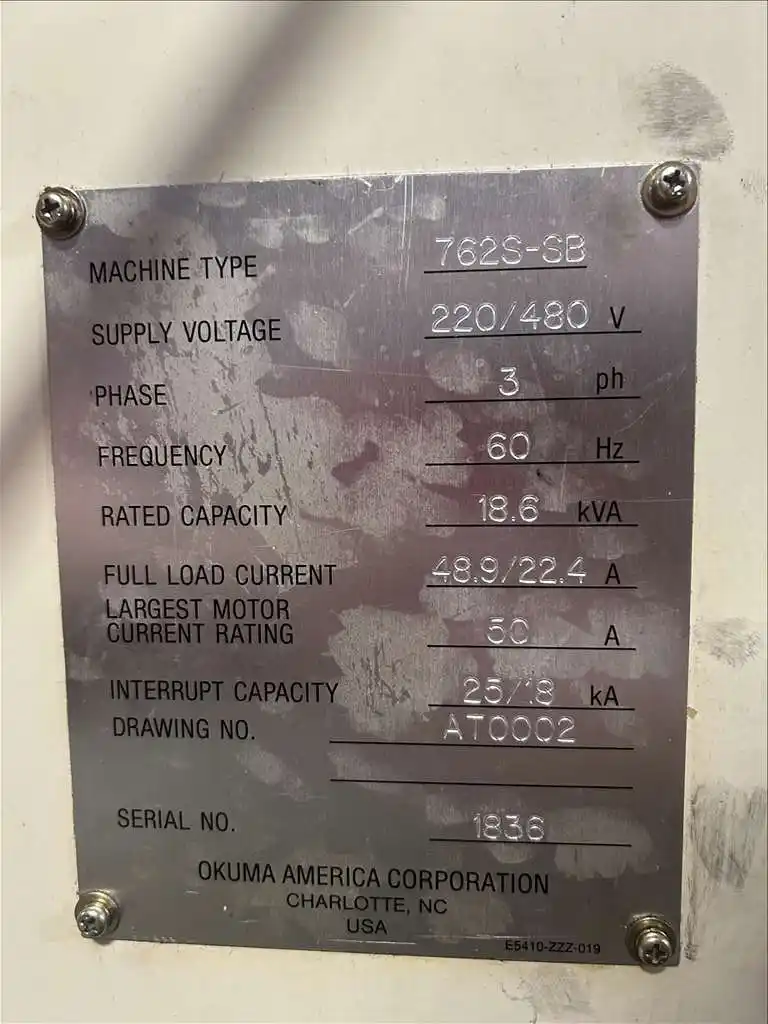 MACHINE TYPE 762S-SB
SUPPLY VOLTAGE 220/480 V
PHASE 3 ph
FREQUENCY 60 Hz
RATED CAPACITY 18.6 kVA
FULL LOAD CURRENT 48.9/22.4 A
LARGEST MOTOR
CURRENT RATING 50 A
INTERRUPT CAPACITY 25/18 kA
DRAWING NO. AT0002
SERIAL NO. 1836
OKUMA AMERICA CORPORATION
CHARLOTTE, NC
USA
E5410-ZZZ-019